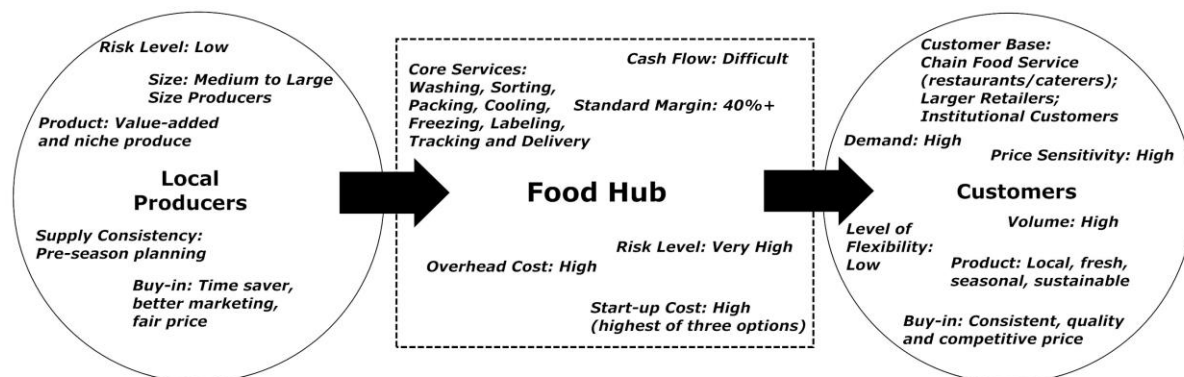 Risk Level: Low
Size: Medium to Large
Size Producers
Product: Value-added
and niche produce
Local
Producers
Supply Consistency:
Pre-season planning
Buy-in: Time saver,
better marketing,
fair price
Cash Flow: Difficult
Core Services:
Washing, Sorting,
Packing, Cooling,
Freezing, Labeling,
Tracking and Delivery
Standard Margin: 40%+
Food Hub
Risk Level: Very High
Overhead Cost: High
Start-up Cost: High
(highest of three options)
Customer Base:
Chain Food Service
(restaurants/caterers);
Larger Retailers;
Institutional Customers
Demand: High
Price Sensitivity: High
Customers
Volume: High
Level of
Flexibility:
Low
Product: Local, fresh,
seasonal, sustainable
Buy-in: Consistent, quality
and competitive price